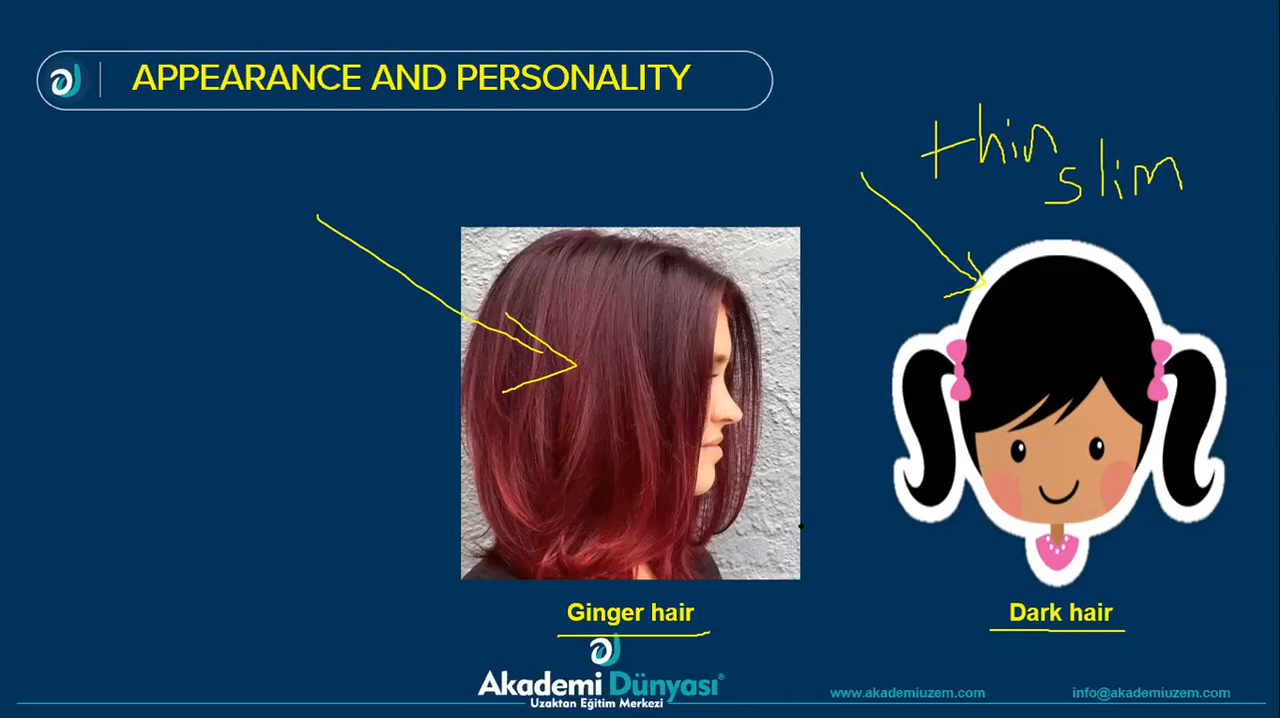 APPEARANCE AND PERSONALITY
thin
slim
Ginger hair
Dark hair
Akademi Dünyası®
Uzaktan Eğitim Merkezi
www.akademiuzem.com
info@akademiuzem.com